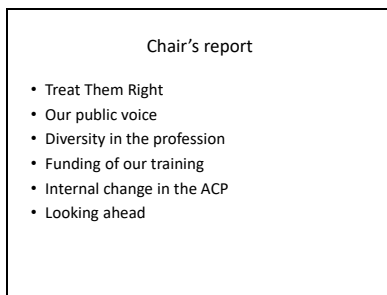 Chair’s report
• Treat Them Right
• Our public voice
• Diversity in the profession
• Funding of our training
• Internal change in the ACP
• Looking ahead